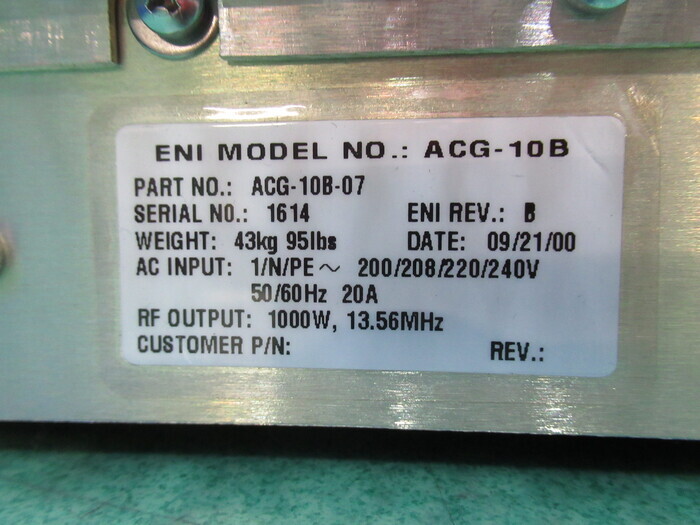 ENI MODEL NO.: ACG-10B
PART NO.: ACG-10B-07
SERIAL NO.: 1614 ENI REV.: B
WEIGHT: 43kg 95lbs DATE: 09/21/00
AC INPUT: 1/N/PE～ 200/208/220/240V
50/60Hz 20A
RF OUTPUT: 1000W, 13.56MHz
CUSTOMER P/N: REV.: